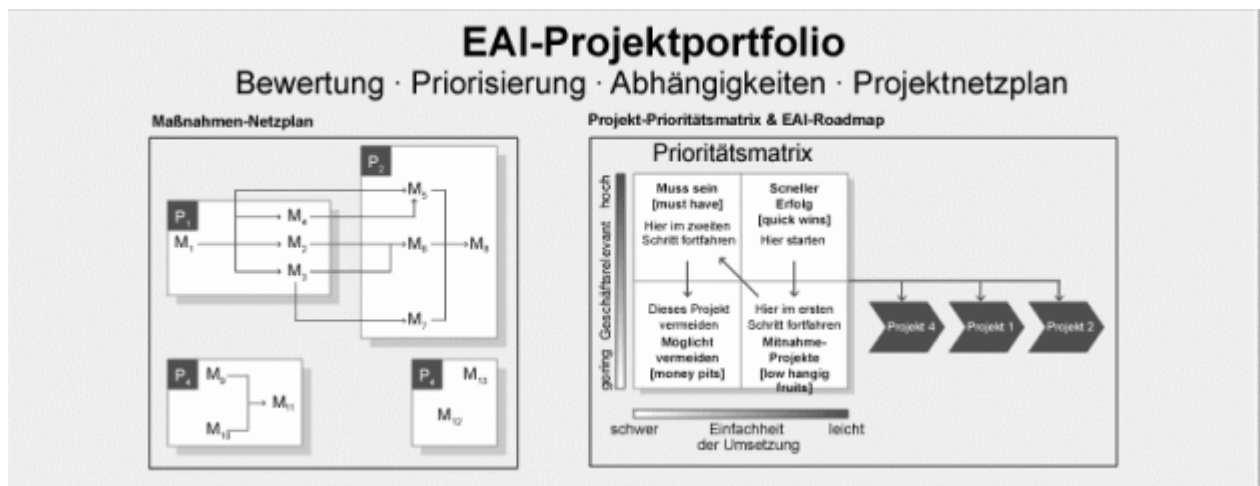 EAI-Projektportfolio
Bewertung · Priorisierung · Abhängigkeiten · Projektnetzplan
Maßnahmen-Netzplan
P2
M5
P1
M4
M1
M2
M6
M8
M3
M7
P4
M9
M11
M10
P4
M13
M12
Projekt-Prioritätsmatrix & EAI-Roadmap
Prioritätsmatrix
goring Geschäftsrelevant hoch
Muss sein
[must have]
Hier im zweiten
Schritt fortfahren
Scneller
Erfolg
[quick wins]
Hier starten
Dieses Projekt
vermeiden
Moglicht
vermeiden
[money pits]
Hier im ersten
Schritt fortfahren
Mitnahme-
Projekte
[low hangig
fruits]
Projekt 4
Projekt 1
Projekt 2
schwer Einfachheit leicht
der Umsetzung